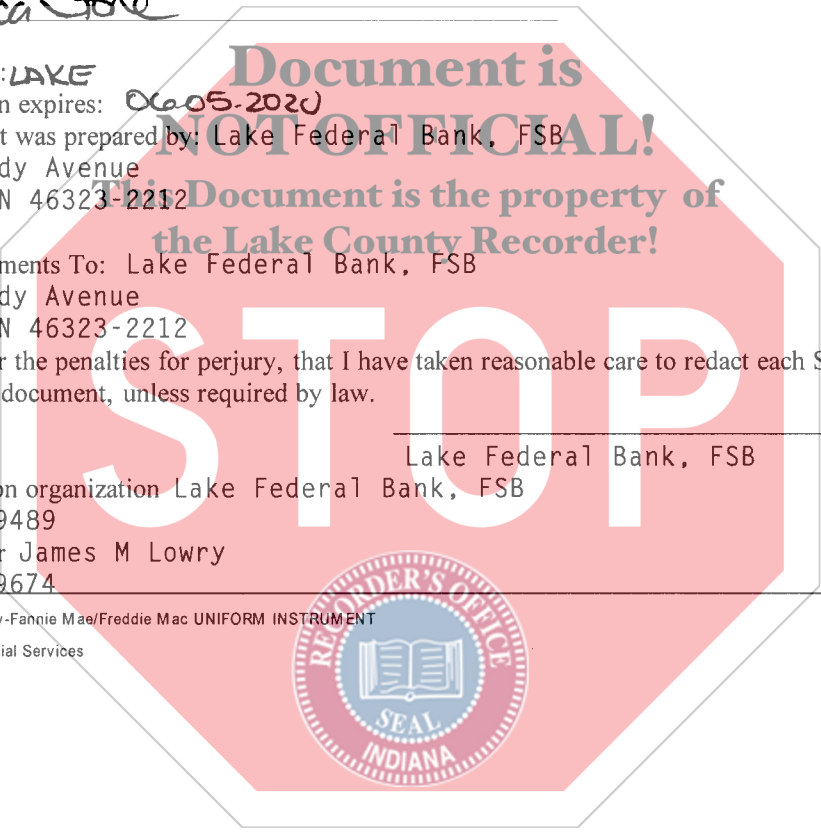 Document is
:LAKE
n expires: 06-05-2020
NOT OFFICIAL!
t was prepared by: Lake Federal Bank, FSB
dy Avenue
This Document is the property of
N 46323-2212
the Lake County Recorder!
ments To: Lake Federal Bank, FSB
dy Avenue
N 46323-2212
r the penalties for perjury, that I have taken reasonable care to redact each S
document, unless required by law.
STOP
Lake Federal Bank, FSB
on organization Lake Federal Bank, FSB
9489
r James M Lowry
9674
y-Fannie Mae/Freddie Mac UNIFORM INSTRUMENT
ial Services
RECORDER'S OFFICE
SEAL
INDIANA